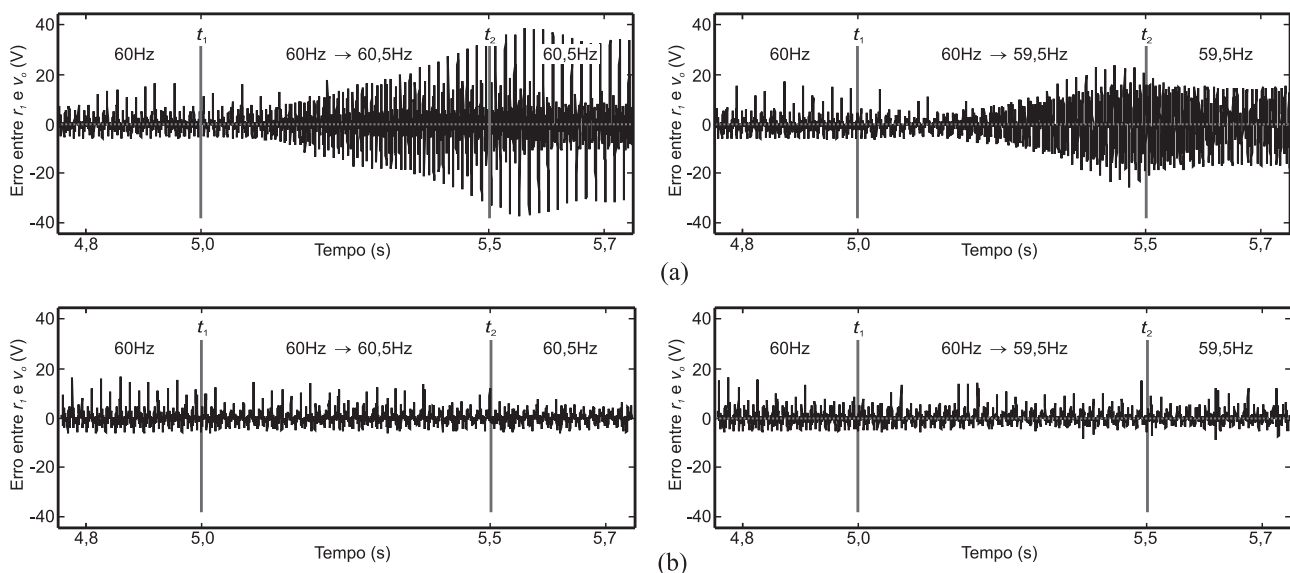 40
20
0
-20
-40
Erro entre r₁ e vₒ (V)
60Hz
t₁
60Hz → 60,5Hz
t₂
60,5Hz
4,8
5,0
Tempo (s)
5,5
5,7
40
20
0
-20
-40
Erro entre r₁ e vₒ (V)
60Hz
t₁
60Hz → 59,5Hz
t₂
59,5Hz
4,8
5,0
Tempo (s)
5,5
5,7
(a)
40
20
0
-20
-40
Erro entre r₁ e vₒ (V)
60Hz
t₁
60Hz → 60,5Hz
t₂
60,5Hz
4,8
5,0
Tempo (s)
5,5
5,7
40
20
0
-20
-40
Erro entre r₁ e vₒ (V)
60Hz
t₁
60Hz → 59,5Hz
t₂
59,5Hz
4,8
5,0
Tempo (s)
5,5
5,7
(b)